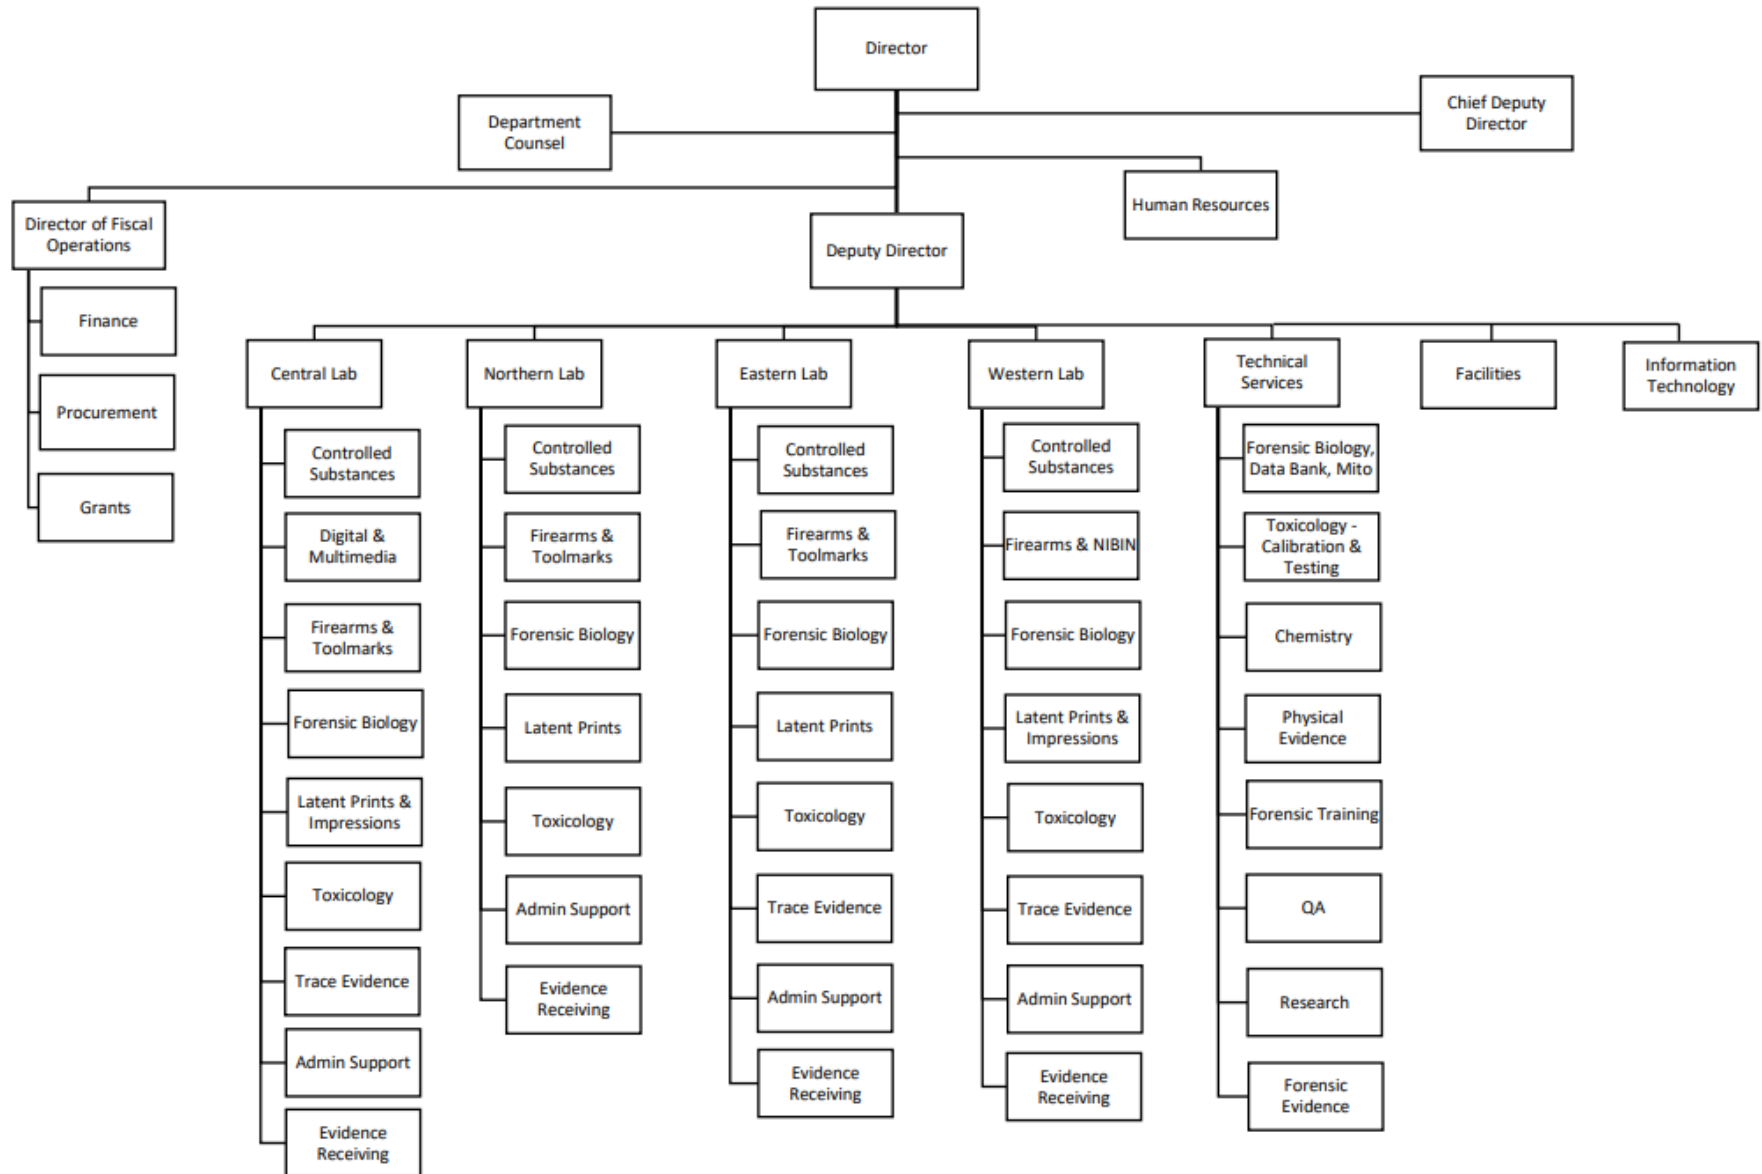 Director
Department
Counsel
Chief Deputy
Director
Human Resources
Director of Fiscal
Operations
Deputy Director
Finance
Procurement
Grants
Central Lab
Northern Lab
Eastern Lab
Western Lab
Technical
Services
Facilities
Information
Technology
Controlled
Substances
Digital &
Multimedia
Firearms &
Toolmarks
Forensic Biology
Latent Prints &
Impressions
Toxicology
Trace Evidence
Admin Support
Evidence
Receiving
Controlled
Substances
Firearms &
Toolmarks
Forensic Biology
Latent Prints
Toxicology
Admin Support
Evidence
Receiving
Controlled
Substances
Firearms &
Toolmarks
Forensic Biology
Latent Prints
Toxicology
Trace Evidence
Admin Support
Evidence
Receiving
Controlled
Substances
Firearms & NIBIN
Forensic Biology
Latent Prints &
Impressions
Toxicology
Trace Evidence
Admin Support
Evidence
Receiving
Forensic Biology,
Data Bank, Mito
Toxicology -
Calibration &
Testing
Chemistry
Physical
Evidence
Forensic Training
QA
Research
Forensic
Evidence